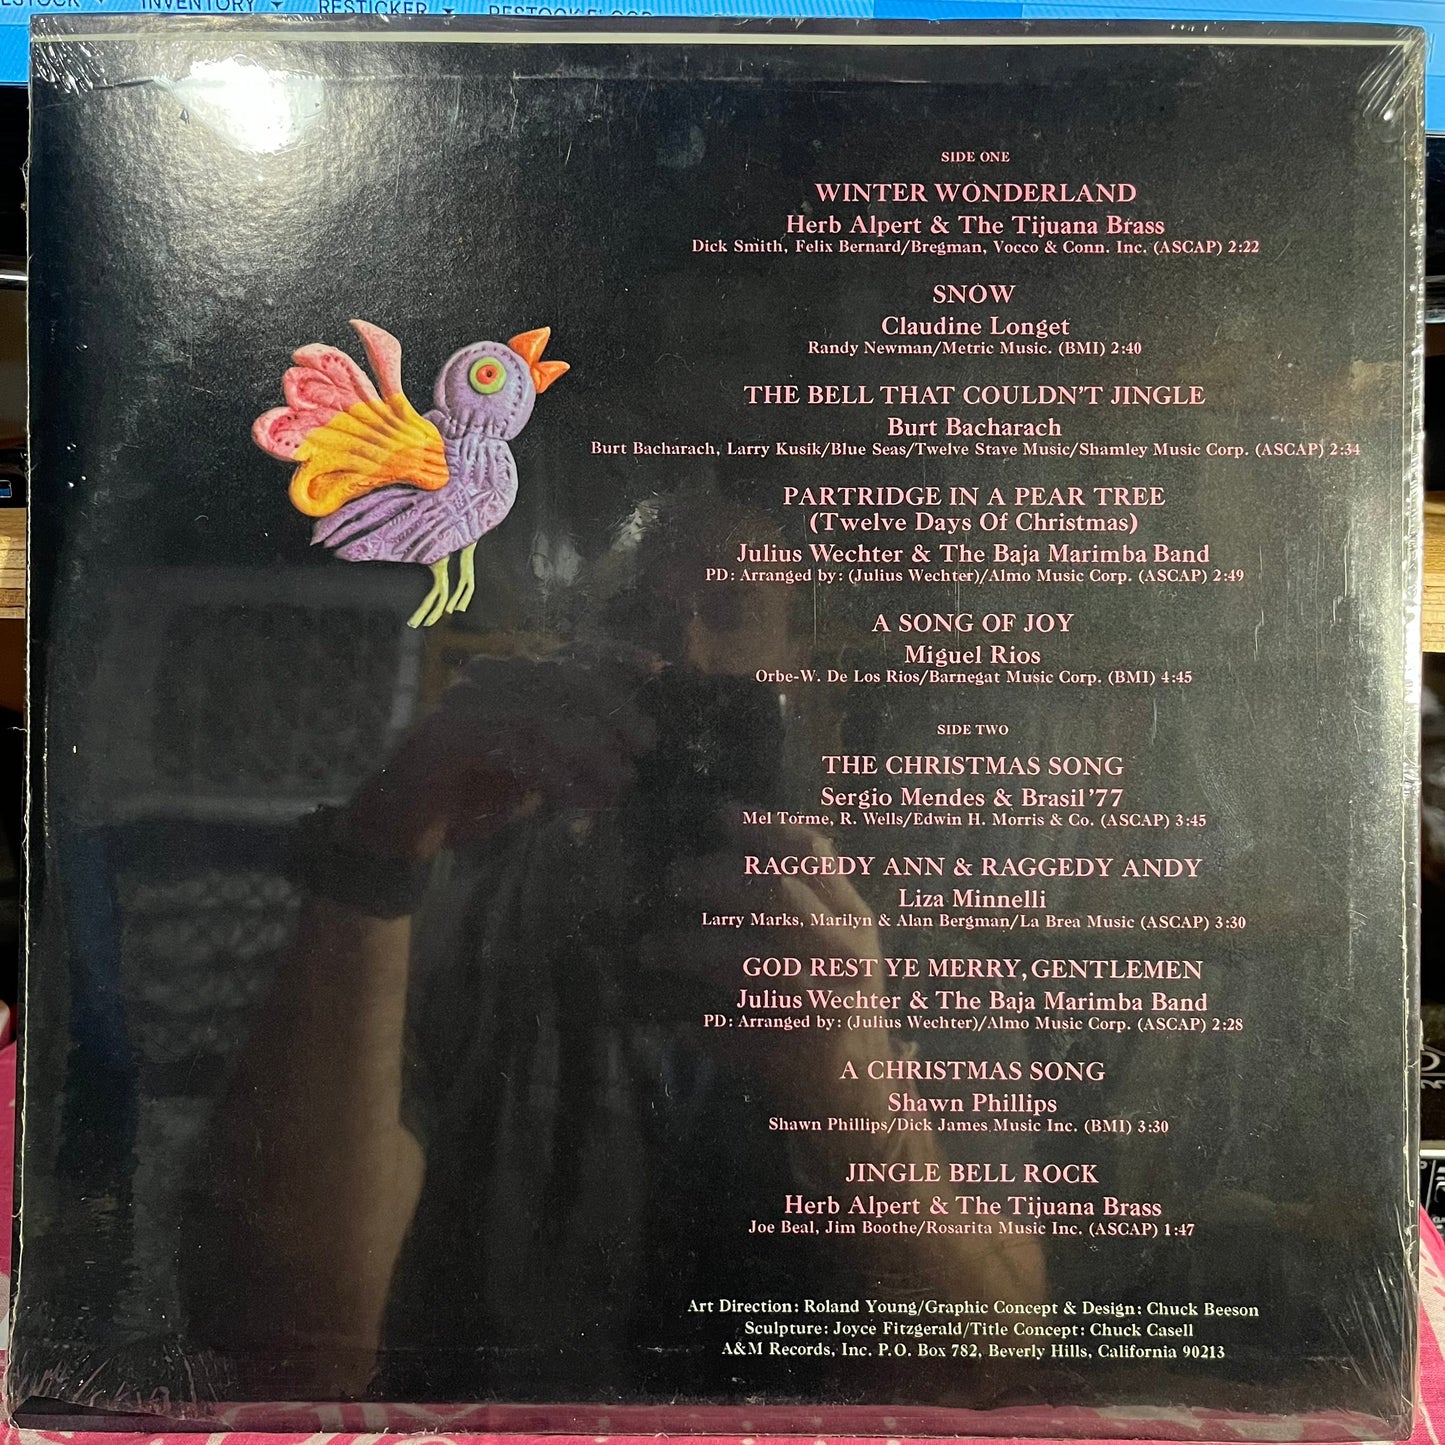 INVENTORY
RESTICKER
SIDE ONE
WINTER WONDERLAND
Herb Alpert & The Tijuana Brass
Dick Smith, Felix Bernard/Bregman, Vocco & Conn. Inc. (ASCAP) 2:22
SNOW
Claudine Longet
Randy Newman/Metric Music. (BMI) 2:40
THE BELL THAT COULDN'T JINGLE
Burt Bacharach
Burt Bacharach, Larry Kusik/Blue Seas/Twelve Stave Music/Shamley Music Corp. (ASCAP) 2:34
PARTRIDGE IN A PEAR TREE
(Twelve Days Of Christmas)
Julius Wechter & The Baja Marimba Band
PD: Arranged by: (Julius Wechter)/Almo Music Corp. (ASCAP) 2:49
A SONG OF JOY
Miguel Rios
Orbe-W. De Los Rios/Barnegat Music Corp. (BMI) 4:45
SIDE TWO
THE CHRISTMAS SONG
Sergio Mendes & Brasil '77
Mel Torme, R. Wells/Edwin H. Morris & Co. (ASCAP) 3:45
RAGGEDY ANN & RAGGEDY ANDY
Liza Minnelli
Larry Marks, Marilyn & Alan Bergman/La Brea Music (ASCAP) 3:30
GOD REST YE MERRY, GENTLEMEN
Julius Wechter & The Baja Marimba Band
PD: Arranged by: (Julius Wechter)/Almo Music Corp. (ASCAP) 2:28
A CHRISTMAS SONG
Shawn Phillips
Shawn Phillips/Dick James Music Inc. (BMI) 3:30
JINGLE BELL ROCK
Herb Alpert & The Tijuana Brass
Joe Beal, Jim Boothe/Rosarita Music Inc. (ASCAP) 1:47
Art Direction: Roland Young/Graphic Concept & Design: Chuck Beeson
Sculpture: Joyce Fitzgerald/Title Concept: Chuck Casell
A&M Records, Inc. P.O. Box 782, Beverly Hills, California 90213